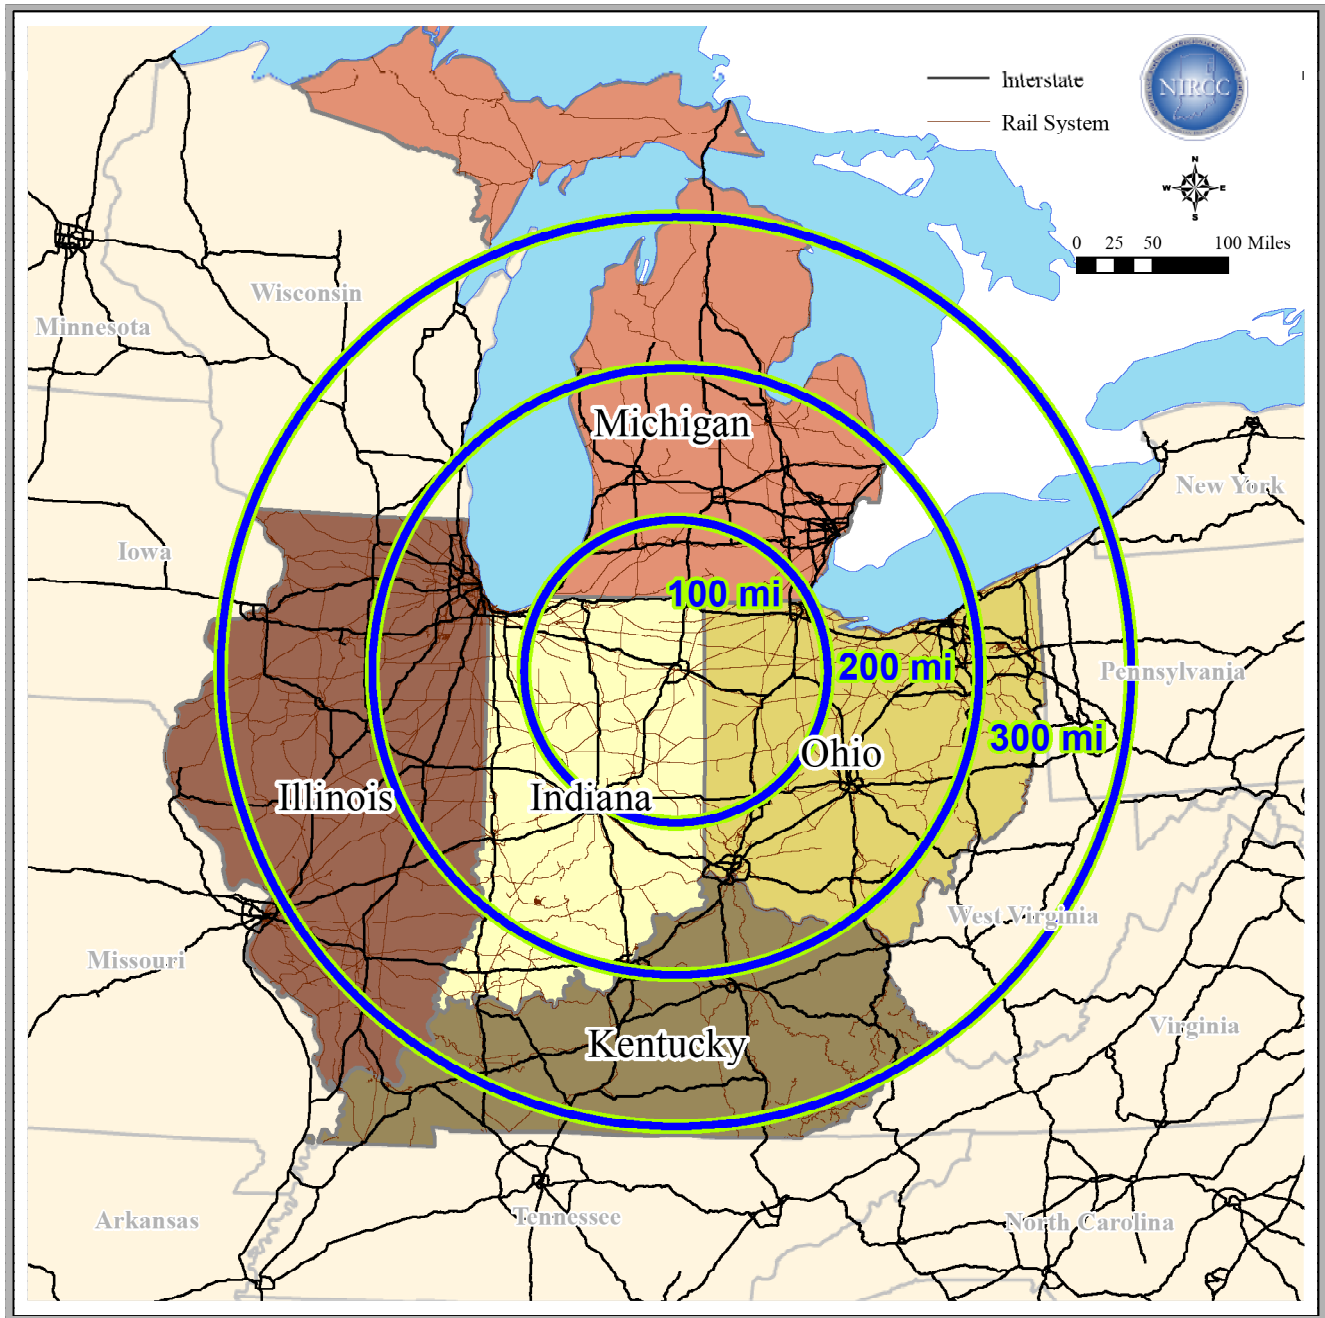 Interstate
Rail System
NIRCC
N
W E
S
0 25 50 100 Miles
Wisconsin
Minnesota
Michigan
New York
Iowa
100 mi
200 mi
Pennsylvania
300 mi
Ohio
Illinois
Indiana
West Virginia
Missouri
Virginia
Kentucky
Arkansas
Tennessee
North Carolina